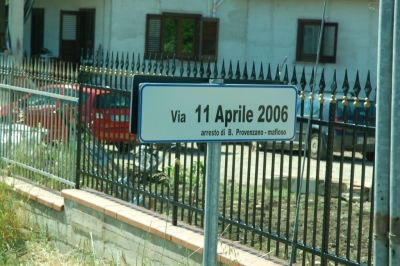 Via 11 Aprile 2006
arresto di B. Provenzano - mafioso